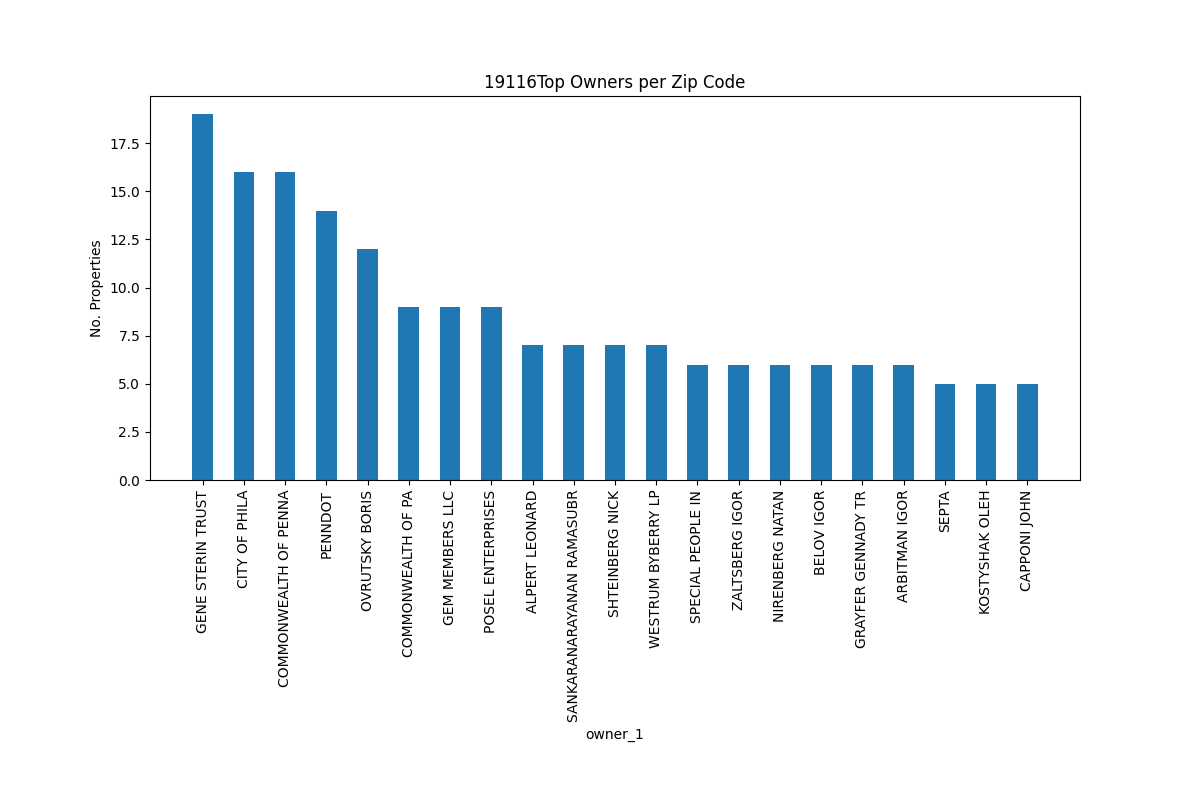 19116Top Owners per Zip Code
No. Properties
17.5
15.0
12.5
10.0
7.5
5.0
2.5
0.0
GENE STERIN TRUST
CITY OF PHILA
COMMONWEALTH OF PENNA
PENNDOT
OVRUTSKY BORIS
COMMONWEALTH OF PA
GEM MEMBERS LLC
POSEL ENTERPRISES
ALPERT LEONARD
SANKARANARAYANAN RAMASUBR
SHTEINBERG NICK
WESTRUM BYBERRY LP
SPECIAL PEOPLE IN
ZALTSBERG IGOR
NIRENBERG NATAN
BELOV IGOR
GRAYFER GENNADY TR
ARBITMAN IGOR
SEPTA
KOSTYSHAK OLEH
CAPPONI JOHN
owner_1